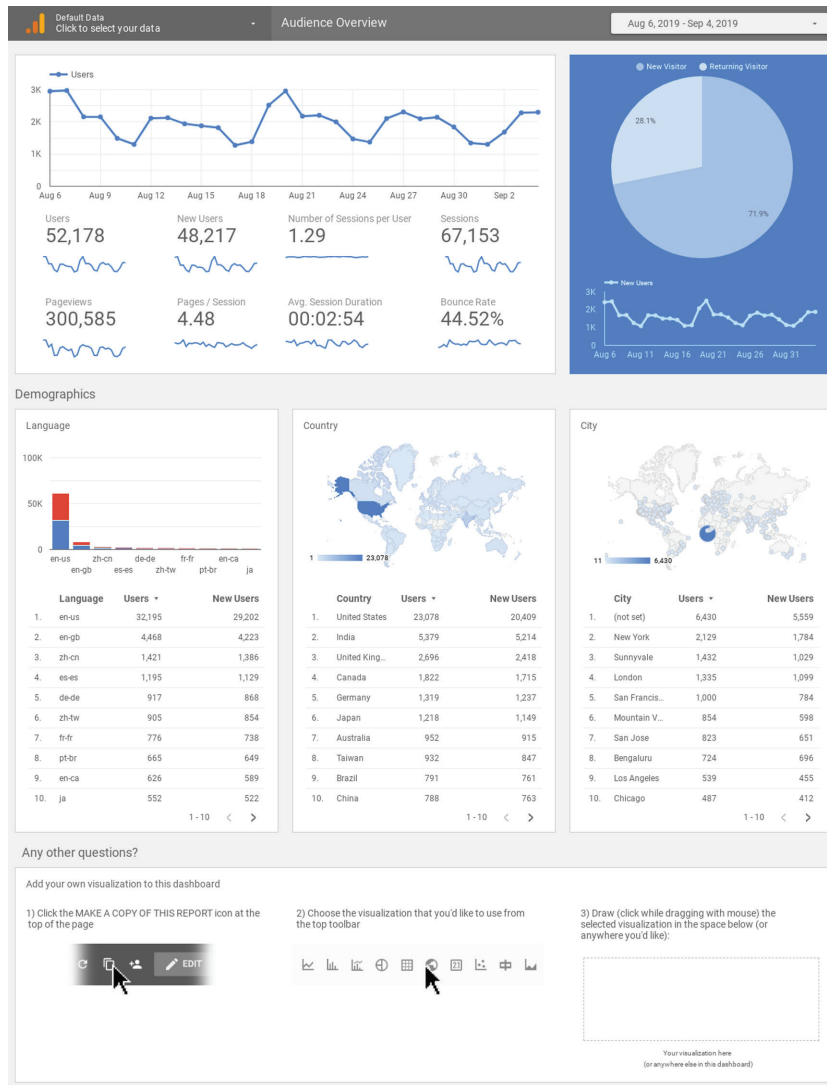 Default Data
Click to select your data
Audience Overview
Aug 6, 2019 - Sep 4, 2019
Users
3K
2K
1K
0
Aug 6 Aug 9 Aug 12 Aug 15 Aug 18 Aug 21 Aug 24 Aug 27 Aug 30 Sep 2
Users New Users Number of Sessions per User Sessions
52,178 48,217 1.29 67,153
Pageviews Pages / Session Avg. Session Duration Bounce Rate
300,585 4.48 00:02:54 44.52%
New Visitor Returning Visitor
28.1%
71.9%
New Users
3K
2K
1K
0
Aug 6 Aug 11 Aug 16 Aug 21 Aug 26 Aug 31
Demographics
Language
100K
50K
0
en-us zh-cn de-de fr-fr en-ca
en-gb es-es zh-tw pt-br ja
Language Users New Users
1. en-us 32,195 29,202
2. en-gb 4,468 4,223
3. zh-cn 1,421 1,386
4. es-es 1,195 1,129
5. de-de 917 868
6. zh-tw 905 854
7. fr-fr 776 738
8. pt-br 665 649
9. en-ca 626 589
10. ja 552 522
1 - 10
Country
1 23,078
Country Users New Users
1. United States 23,078 20,409
2. India 5,379 5,214
3. United King... 2,696 2,418
4. Canada 1,822 1,715
5. Germany 1,319 1,237
6. Japan 1,218 1,149
7. Australia 952 915
8. Taiwan 932 847
9. Brazil 791 761
10. China 788 763
1 - 10
City
11 6,430
City Users New Users
1. (not set) 6,430 5,559
2. New York 2,129 1,784
3. Sunnyvale 1,432 1,029
4. London 1,335 1,099
5. San Francis... 1,000 784
6. Mountain V... 854 598
7. San Jose 823 651
8. Bengaluru 724 696
9. Los Angeles 539 455
10. Chicago 487 412
1 - 10
Any other questions?
Add your own visualization to this dashboard
1) Click the MAKE A COPY OF THIS REPORT icon at the
top of the page
EDIT
2) Choose the visualization that you'd like to use from
the top toolbar
23
3) Draw (click while dragging with mouse) the
selected visualization in the space below (or
anywhere you'd like):
Your visualization here
(or anywhere else in this dashboard)